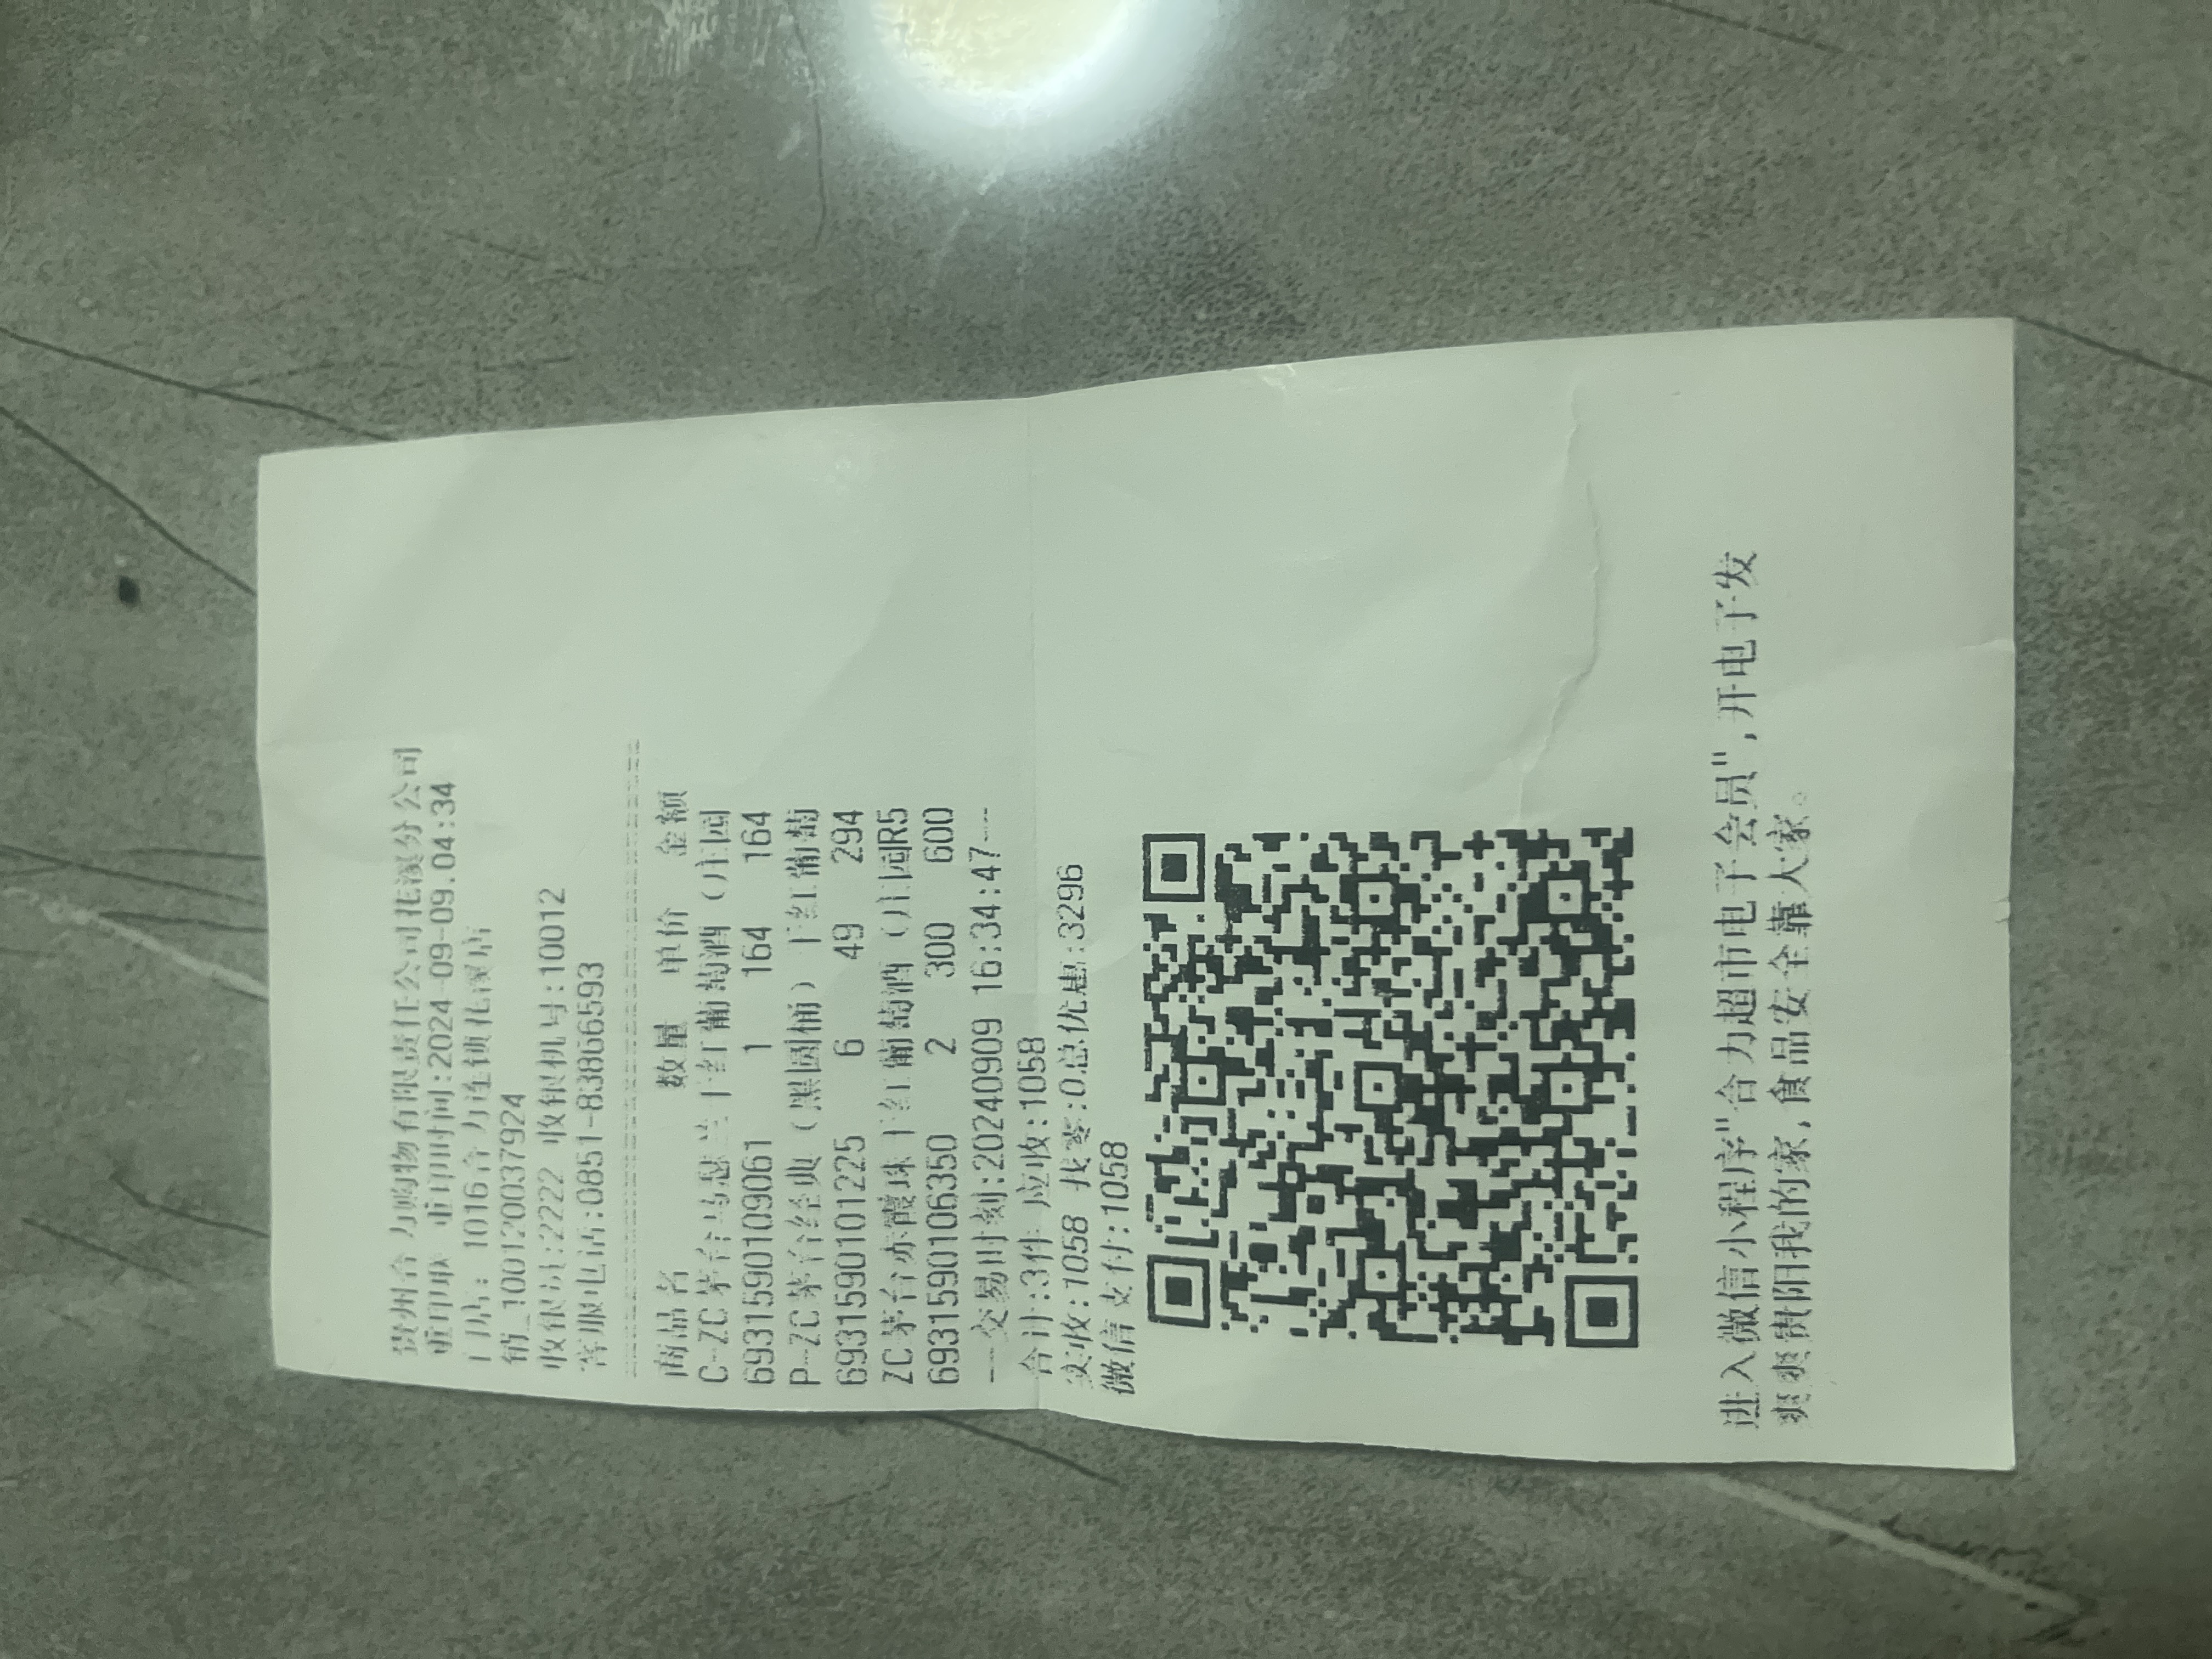 贵州合力购物有限责任公司花溪分公司
重印単 重印时间:2024-09-09.04:34
门店: 1016合力连锁花溪店
销_100120037924
收银员:2222 收银机号:10012
客服电话:0851-83866593
商品名 数量 单价 金额
C-ZC茅台马瑟兰干红葡萄酒（庄园
6931590109061 1 164 164
P-ZC茅台经典（黑圆桶）干红葡萄
6931590101225 6 49 294
ZC茅台赤霞珠干红葡萄酒（庄园R5
6931590106350 2 300 600
---交易时刻:20240909 16:34:47---
合计:3件 应收:1058
实收:1058 找零:0总优惠:3296
微信支付:1058
进入微信小程序"合力超市电子会员",开电子发
爽爽贵阳我的家,食品安全靠大家。